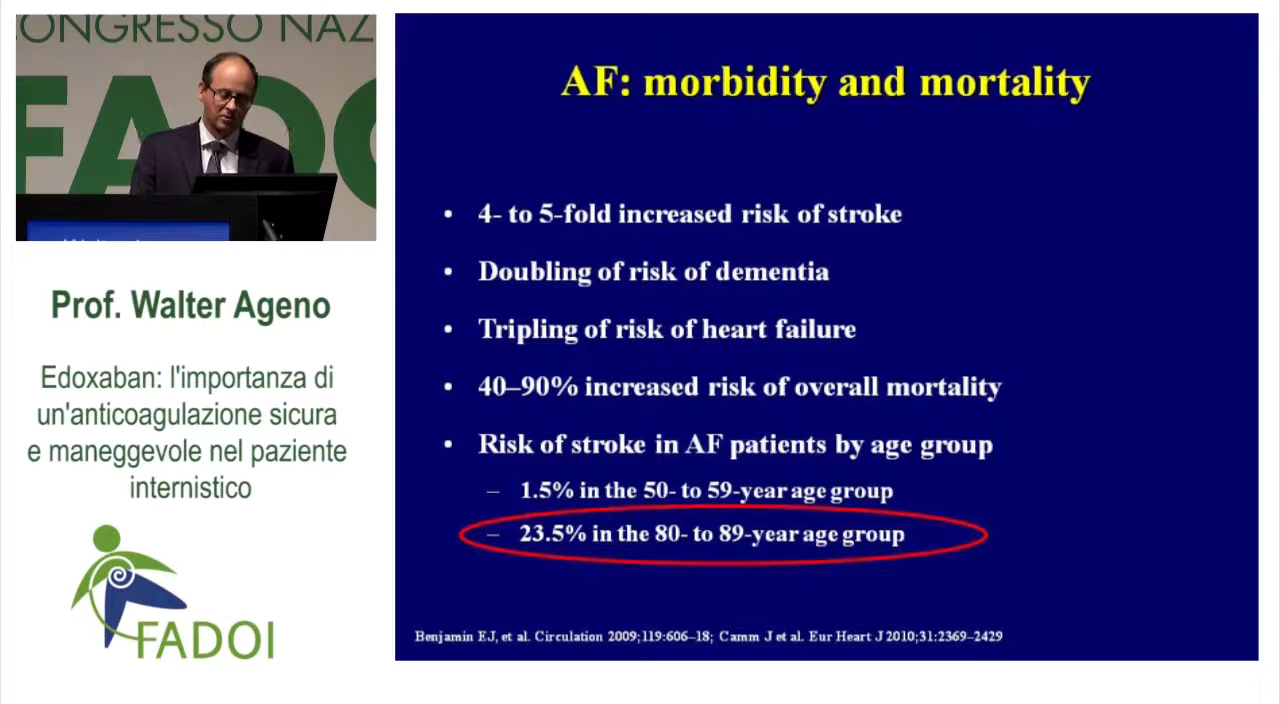 CONGRESSO NAZ
FADO
Prof. Walter Ageno
Edoxaban: l'importanza di
un'anticoagulazione sicura
e maneggevole nel paziente
internistico
FADOI
AF: morbidity and mortality
• 4- to 5-fold increased risk of stroke
• Doubling of risk of dementia
• Tripling of risk of heart failure
• 40–90% increased risk of overall mortality
• Risk of stroke in AF patients by age group
– 1.5% in the 50- to 59-year age group
– 23.5% in the 80- to 89-year age group
Benjamin EJ, et al. Circulation 2009;119:606–18; Camm J et al. Eur Heart J 2010;31:2369–2429